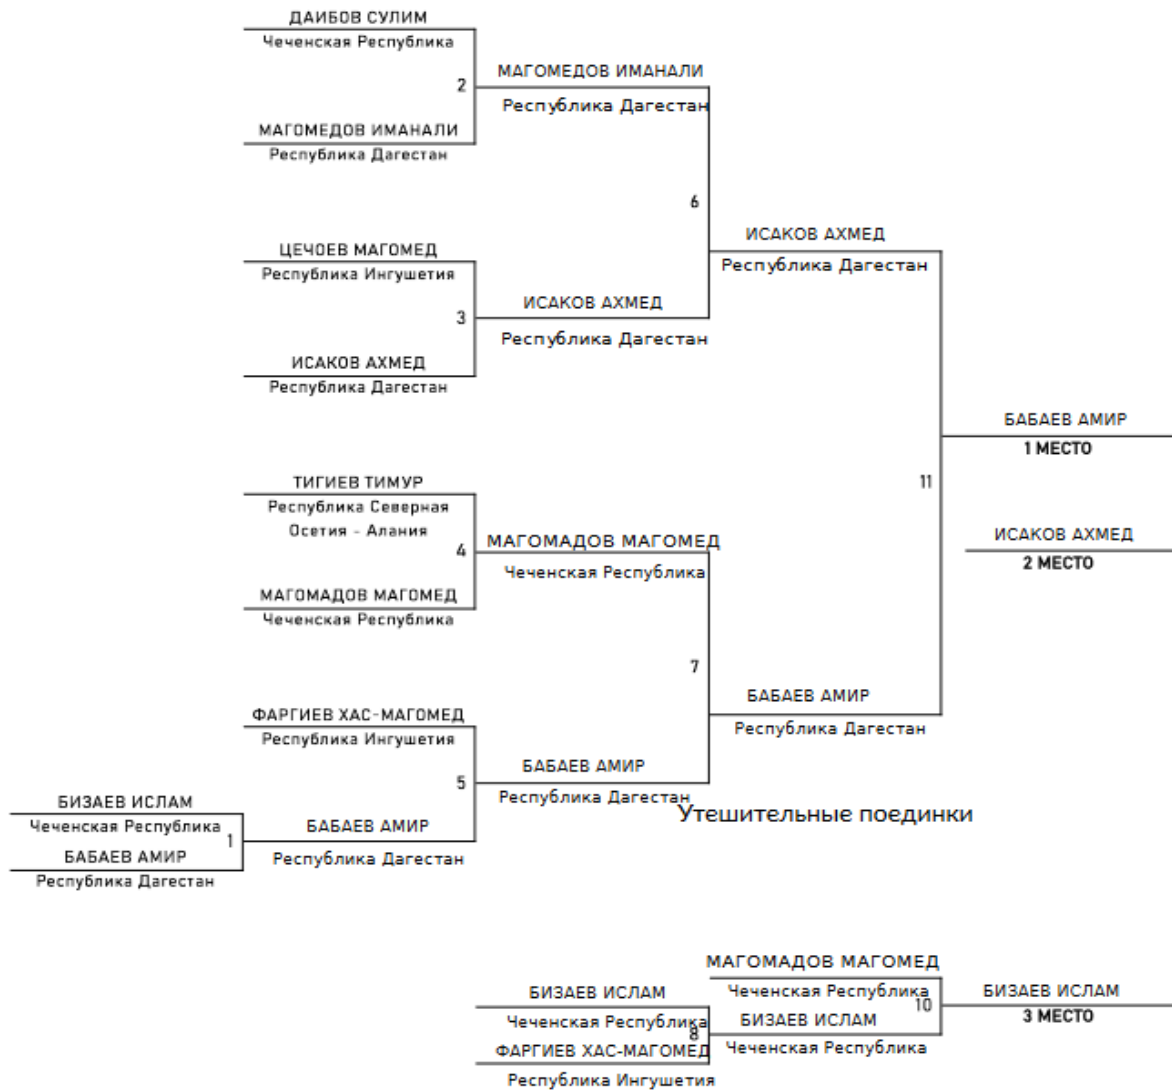 ДАИБОВ СУЛИМ
Чеченская Республика
2
МАГОМЕДОВ ИМАНАЛИ
Республика Дагестан
МАГОМЕДОВ ИМАНАЛИ
Республика Дагестан
6
ЦЕЧОЕВ МАГОМЕД
Республика Ингушетия
3
ИСАКОВ АХМЕД
Республика Дагестан
ИСАКОВ АХМЕД
Республика Дагестан
ИСАКОВ АХМЕД
Республика Дагестан
11
БАБАЕВ АМИР
1 МЕСТО
ИСАКОВ АХМЕД
2 МЕСТО
ТИГИЕВ ТИМУР
Республика Северная
Осетия - Алания
4
МАГОМАДОВ МАГОМЕД
Чеченская Республика
МАГОМАДОВ МАГОМЕД
Чеченская Республика
7
БАБАЕВ АМИР
Республика Дагестан
ФАРГИЕВ ХАС-МАГОМЕД
Республика Ингушетия
5
БАБАЕВ АМИР
Республика Дагестан
БИЗАЕВ ИСЛАМ
Чеченская Республика
1
БАБАЕВ АМИР
Республика Дагестан
БАБАЕВ АМИР
Республика Дагестан
Утешительные поединки
МАГОМАДОВ МАГОМЕД
Чеченская Республика
10
БИЗАЕВ ИСЛАМ
3 МЕСТО
БИЗАЕВ ИСЛАМ
Чеченская Республика
8
БИЗАЕВ ИСЛАМ
Чеченская Республика
ФАРГИЕВ ХАС-МАГОМЕД
Республика Ингушетия